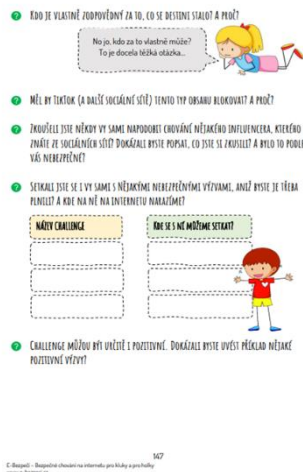 KDO JE VLASTNĚ ZODPOVĚDNÝ ZA TO, CO SE DESTINI STALO? A PROČ?
No jo, kdo za to vlastně může?
To je docela těžká otázka...
MĚL BY TIKTOK (A DALŠÍ SOCIÁLNÍ SÍTĚ) TENTO TYP OBSAHU BLOKOVAT? A PROČ?
ZKOUŠELI JSTE NĚKDY VY SAMI NAPODOBIT CHOVÁNÍ NĚJAKÉHO INFLUENCERA, KTERÉHO
ZNÁTE ZE SOCIÁLNÍCH SÍTÍ? DOKÁZALI BYSTE POPSAT, CO JSTE SI ZKUSILI? A BYLO TO PODLE
VÁS NEBEZPEČNÉ?
SETKALI JSTE SE I VY SAMI S NĚJAKÝMI NEBEZPEČNÝMI VÝZVAMI, ANIŽ BYSTE JE TŘEBA
PLNILI? A KDE NA NĚ NA INTERNETU NARAZÍME?
NÁZEV CHALLENGE
KDE SE S NÍ MŮŽEME SETKAT?
CHALLENGE MŮŽOU BÝT URČITĚ I POZITIVNÍ. DOKÁZALI BYSTE UVÉST PŘÍKLAD NĚJAKÉ
POZITIVNÍ VÝZVY?
147
E-Bezpečí – Bezpečné chování na internetu pro kluky a pro holky